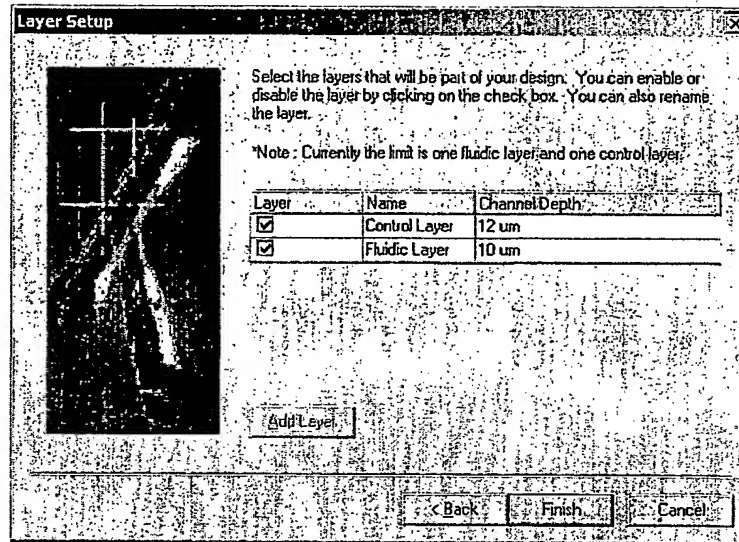 Layer Setup
Select the layers that will be part of your design. You can enable or
disable the layer by clicking on the check box. You can also rename
the layer.
*Note : Currently the limit is one fluidic layer and one control layer.
Layer Name Channel Depth
Control Layer 12 um
Fluidic Layer 10 um
Add Layer
< Back Finish Cancel